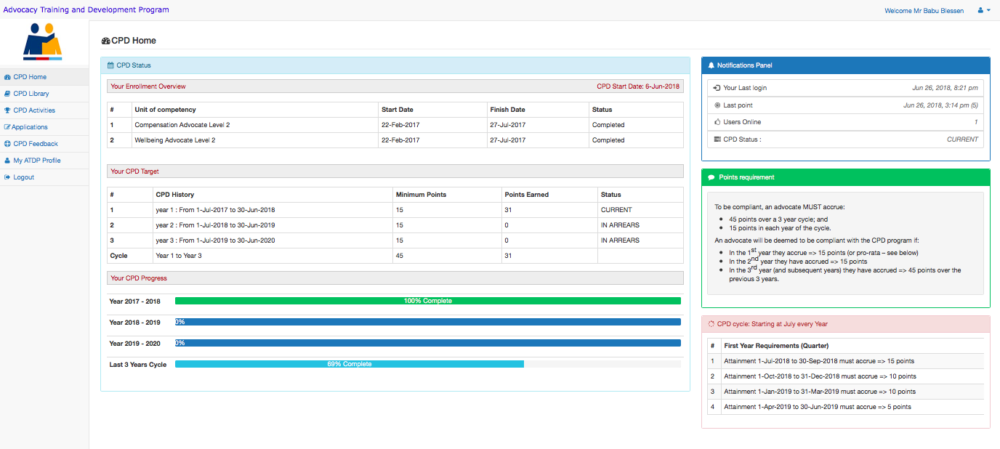 Advocacy Training and Development Program
Welcome Mr Babu Blessen
CPD Home
CPD Library
CPD Activities
Applications
CPD Feedback
My ATDP Profile
Logout
CPD Home
CPD Status
Your Enrollment Overview CPD Start Date: 6-Jun-2018
# Unit of competency Start Date Finish Date Status
1 Compensation Advocate Level 2 22-Feb-2017 27-Jul-2017 Completed
2 Wellbeing Advocate Level 2 22-Feb-2017 27-Jul-2017 Completed
Your CPD Target
# CPD History Minimum Points Points Earned Status
1 year 1 : From 1-Jul-2017 to 30-Jun-2018 15 31 CURRENT
2 year 2 : From 1-Jul-2018 to 30-Jun-2019 15 0 IN ARREARS
3 year 3 : From 1-Jul-2019 to 30-Jun-2020 15 0 IN ARREARS
Cycle Year 1 to Year 3 45 31
Your CPD Progress
Year 2017 - 2018 100% Complete
Year 2018 - 2019 0%
Year 2019 - 2020 0%
Last 3 Years Cycle 69% Complete
Notifications Panel
Your Last login Jun 26, 2018, 8:21 pm
Last point Jun 26, 2018, 3:14 pm (5)
Users Online 1
CPD Status : CURRENT
Points requirement
To be compliant, an advocate MUST accrue:
• 45 points over a 3 year cycle; and
• 15 points in each year of the cycle.
An advocate will be deemed to be compliant with the CPD program if:
• In the 1st year they accrue => 15 points (or pro-rata – see below)
• In the 2nd year they have accrued => 15 points
• In the 3rd year (and subsequent years) they have accrued => 45 points over the
previous 3 years.
CPD cycle: Starting at July every Year
# First Year Requirements (Quarter)
1 Attainment 1-Jul-2018 to 30-Sep-2018 must accrue => 15 points
2 Attainment 1-Oct-2018 to 31-Dec-2018 must accrue => 10 points
3 Attainment 1-Jan-2019 to 31-Mar-2019 must accrue => 10 points
4 Attainment 1-Apr-2019 to 30-Jun-2019 must accrue => 5 points